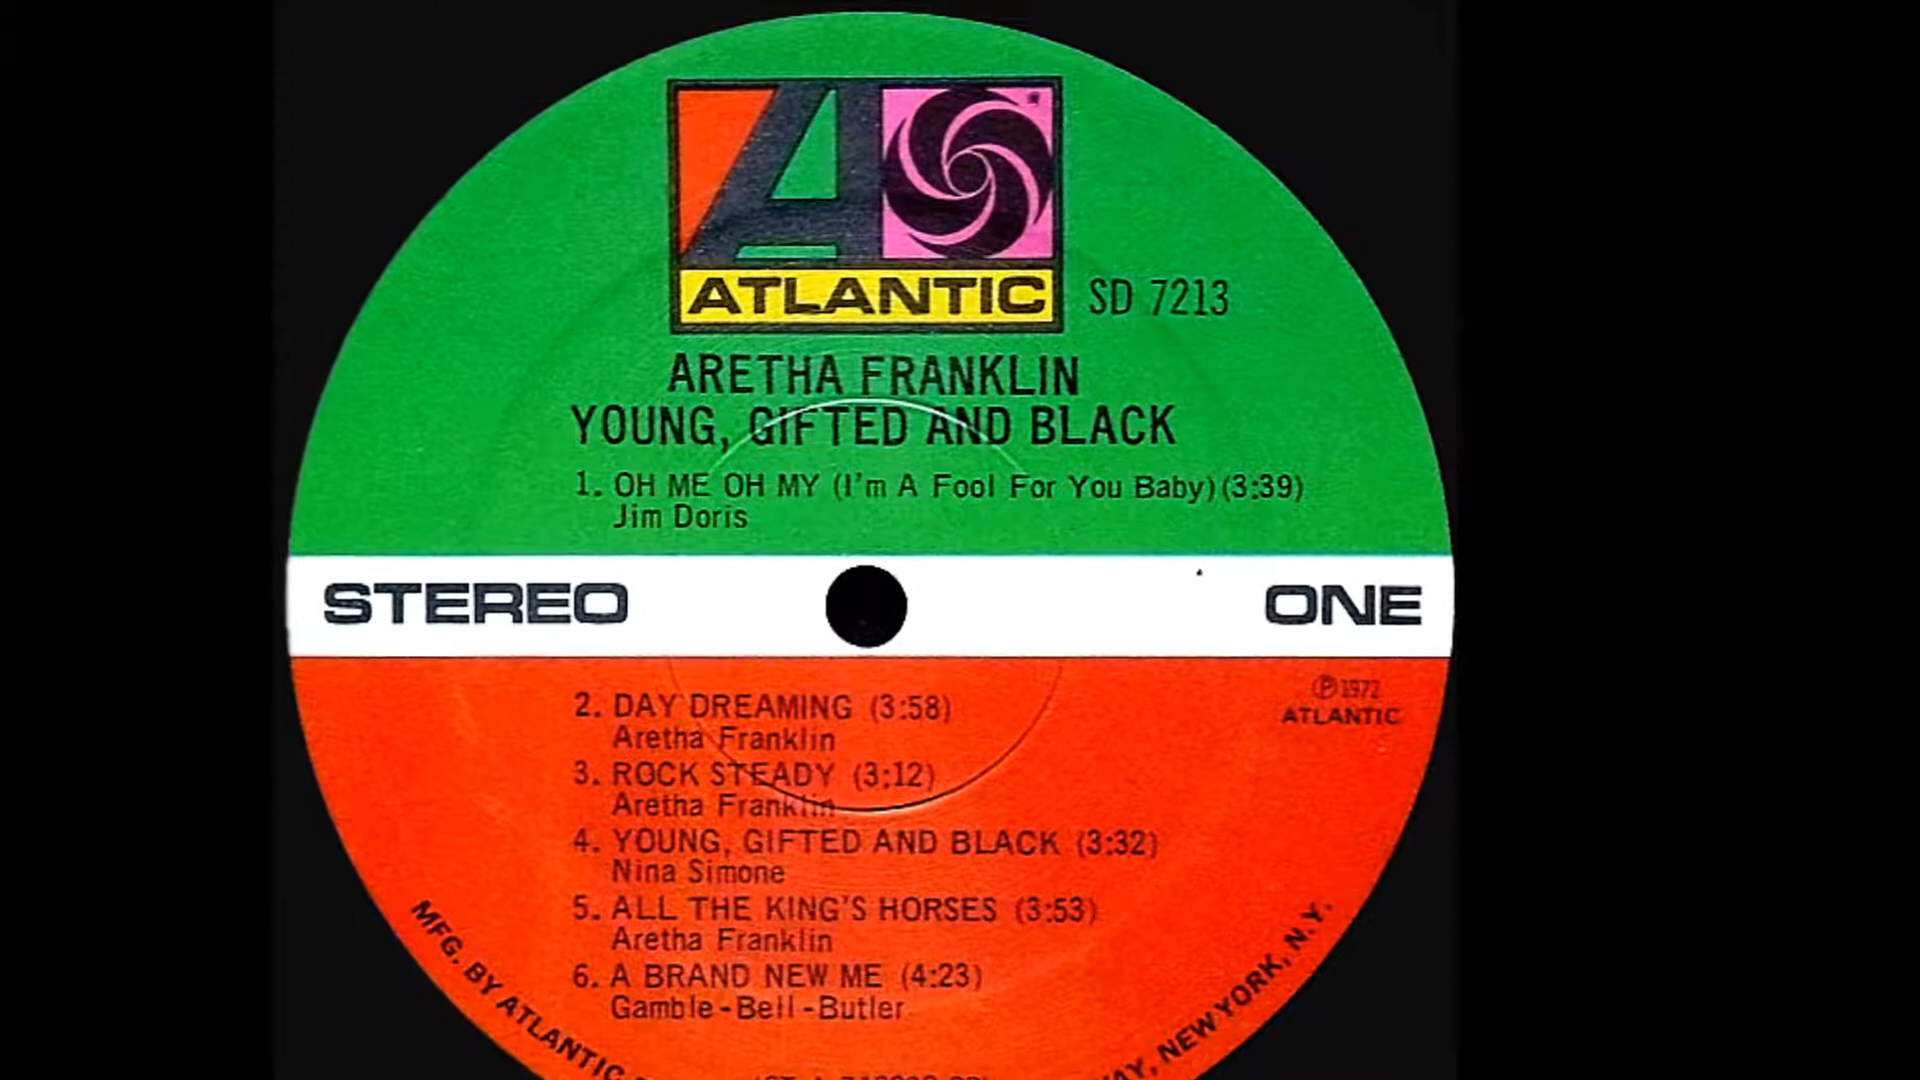 ATLANTIC
SD 7213
ARETHA FRANKLIN
YOUNG, GIFTED AND BLACK
1. OH ME OH MY (I'm A Fool For You Baby) (3:39)
Jim Doris
STEREO
ONE
℗1972
ATLANTIC
2. DAY DREAMING (3:58)
Aretha Franklin
3. ROCK STEADY (3:12)
Aretha Franklin
4. YOUNG, GIFTED AND BLACK (3:32)
Nina Simone
5. ALL THE KING'S HORSES (3:53)
Aretha Franklin
6. A BRAND NEW ME (4:23)
Gamble-Bell-Butler
MFG. BY ATLANTIC
NEW YORK, N.Y.